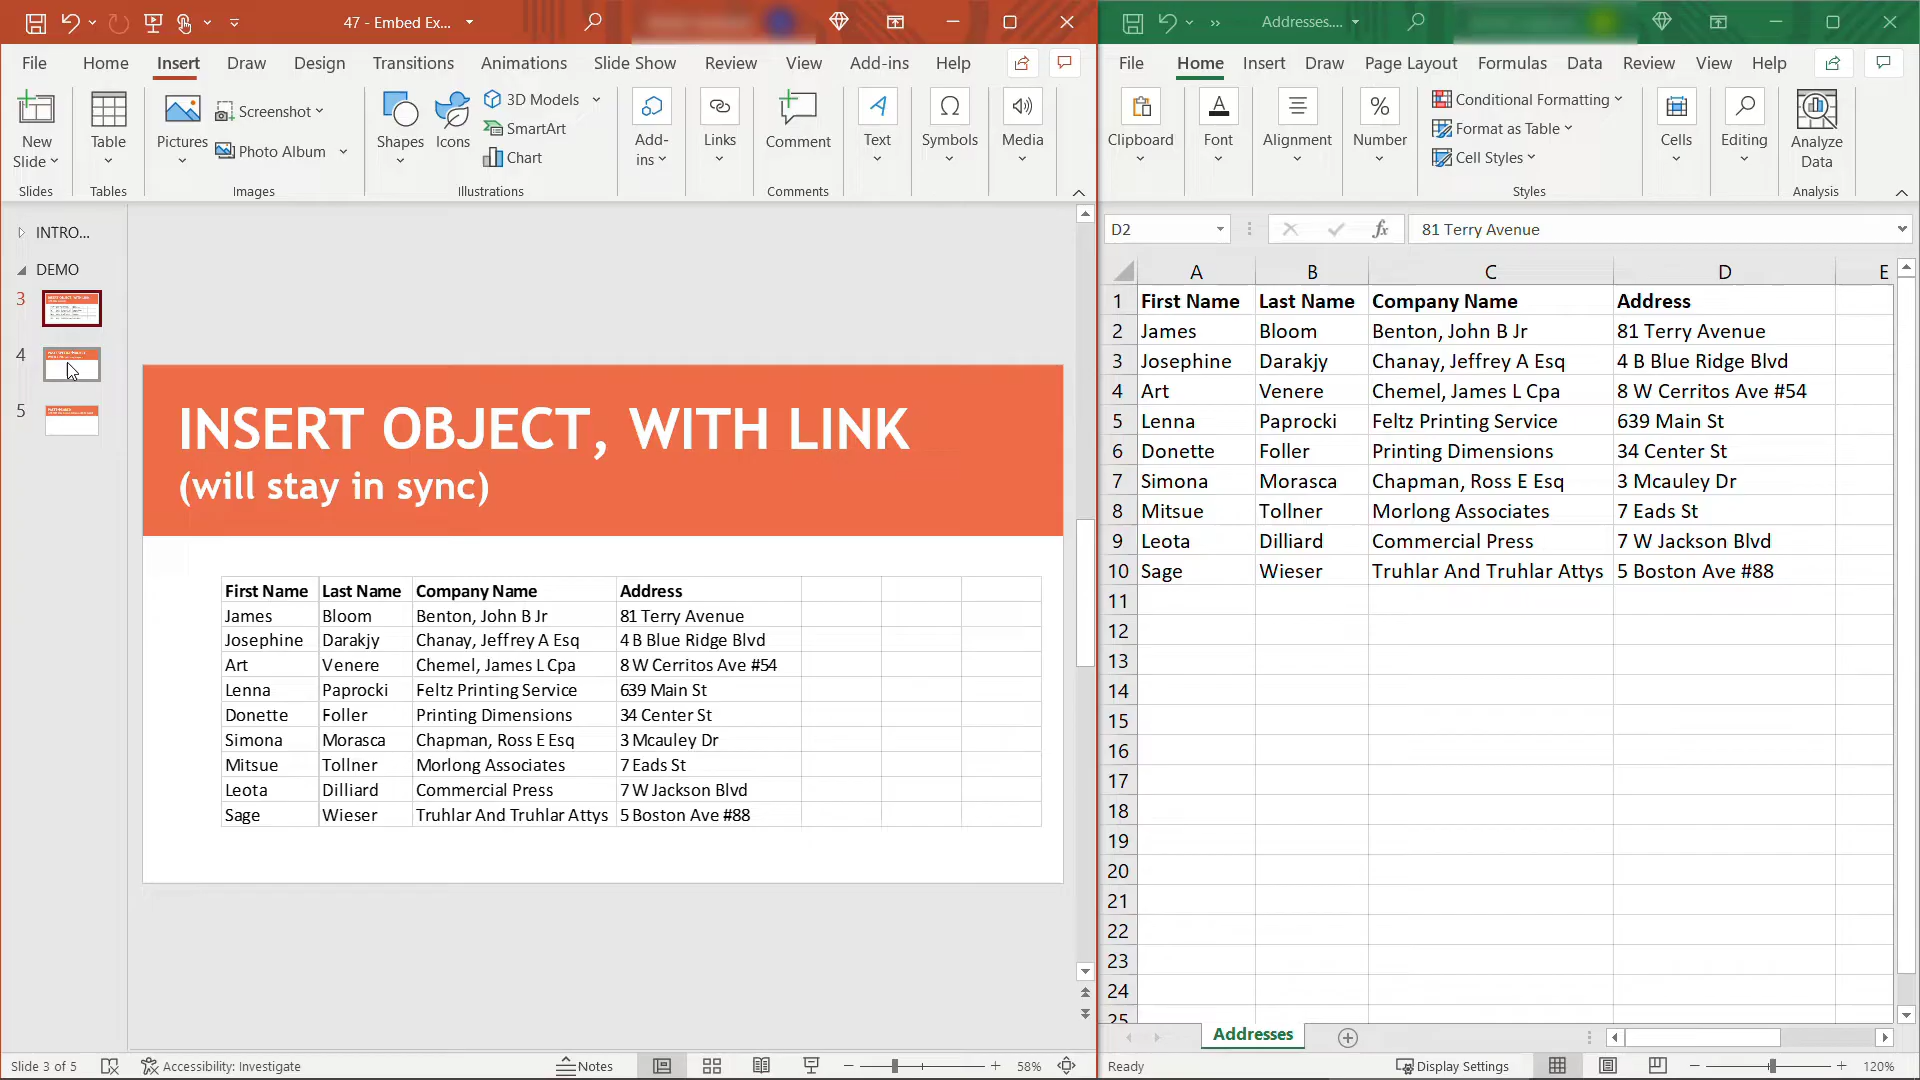 47 - Embed Ex...
File Home Insert Draw Design Transitions Animations Slide Show Review View Add-ins Help
New Slide
Table
Pictures
Screenshot
Photo Album
Shapes
Icons
3D Models
SmartArt
Chart
Add-ins
Links
Comment
Text
Symbols
Media
Slides Tables Images Illustrations Comments
INTRO...
DEMO
3
4
5
INSERT OBJECT, WITH LINK
(will stay in sync)
First Name Last Name Company Name Address
James Bloom Benton, John B Jr 81 Terry Avenue
Josephine Darakjy Chanay, Jeffrey A Esq 4 B Blue Ridge Blvd
Art Venere Chemel, James L Cpa 8 W Cerritos Ave #54
Lenna Paprocki Feltz Printing Service 639 Main St
Donette Foller Printing Dimensions 34 Center St
Simona Morasca Chapman, Ross E Esq 3 Mcauley Dr
Mitsue Tollner Morlong Associates 7 Eads St
Leota Dilliard Commercial Press 7 W Jackson Blvd
Sage Wieser Truhlar And Truhlar Attys 5 Boston Ave #88
Slide 3 of 5 Accessibility: Investigate Notes 58%
Addresses....
File Home Insert Draw Page Layout Formulas Data Review View Help
Clipboard
Font
Alignment
Number
Conditional Formatting
Format as Table
Cell Styles
Cells
Editing
Analyze Data
Styles Analysis
D2 fx 81 Terry Avenue
A B C D E
1 First Name Last Name Company Name Address
2 James Bloom Benton, John B Jr 81 Terry Avenue
3 Josephine Darakjy Chanay, Jeffrey A Esq 4 B Blue Ridge Blvd
4 Art Venere Chemel, James L Cpa 8 W Cerritos Ave #54
5 Lenna Paprocki Feltz Printing Service 639 Main St
6 Donette Foller Printing Dimensions 34 Center St
7 Simona Morasca Chapman, Ross E Esq 3 Mcauley Dr
8 Mitsue Tollner Morlong Associates 7 Eads St
9 Leota Dilliard Commercial Press 7 W Jackson Blvd
10 Sage Wieser Truhlar And Truhlar Attys 5 Boston Ave #88
11
12
13
14
15
16
17
18
19
20
21
22
23
24
25
Addresses
Ready Display Settings 120%